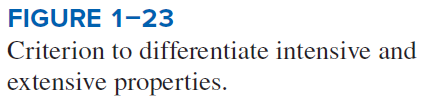 FIGURE 1–23
Criterion to differentiate intensive and
extensive properties.